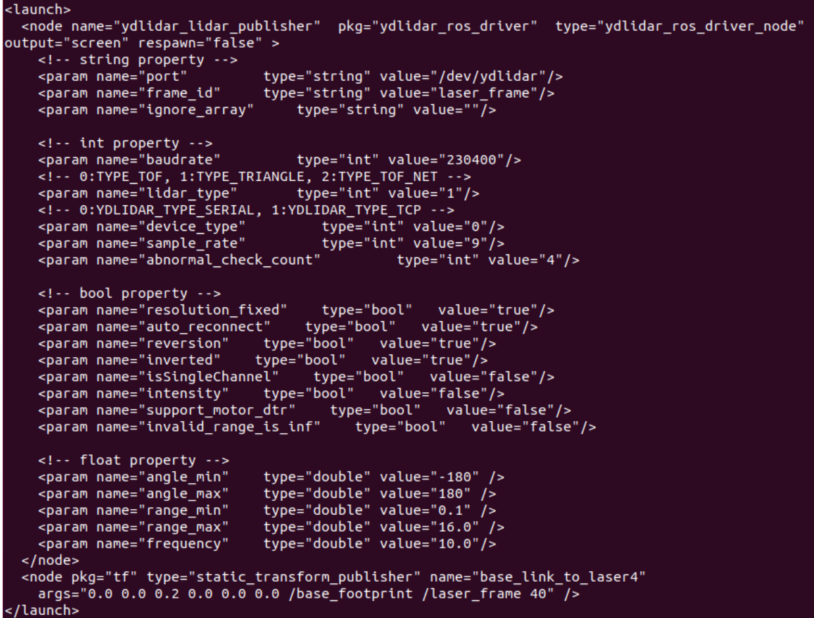 <launch>
  <node name="ydlidar_lidar_publisher"  pkg="ydlidar_ros_driver"  type="ydlidar_ros_driver_node"
output="screen" respawn="false" >
    <!-- string property -->
    <param name="port"         type="string" value="/dev/ydlidar"/>
    <param name="frame_id"     type="string" value="laser_frame"/>
    <param name="ignore_array"     type="string" value=""/>

    <!-- int property -->
    <param name="baudrate"         type="int" value="230400"/>
    <!-- 0:TYPE_TOF, 1:TYPE_TRIANGLE, 2:TYPE_TOF_NET -->
    <param name="lidar_type"       type="int" value="1"/>
    <!-- 0:YDLIDAR_TYPE_SERIAL, 1:YDLIDAR_TYPE_TCP -->
    <param name="device_type"         type="int" value="0"/>
    <param name="sample_rate"         type="int" value="9"/>
    <param name="abnormal_check_count"         type="int" value="4"/>

    <!-- bool property -->
    <param name="resolution_fixed"    type="bool"   value="true"/>
    <param name="auto_reconnect"    type="bool"   value="true"/>
    <param name="reversion"    type="bool"   value="true"/>
    <param name="inverted"    type="bool"   value="true"/>
    <param name="isSingleChannel"    type="bool"   value="false"/>
    <param name="intensity"    type="bool"   value="false"/>
    <param name="support_motor_dtr"    type="bool"   value="false"/>
    <param name="invalid_range_is_inf"    type="bool"   value="false"/>

    <!-- float property -->
    <param name="angle_min"    type="double" value="-180" />
    <param name="angle_max"    type="double" value="180" />
    <param name="range_min"    type="double" value="0.1" />
    <param name="range_max"    type="double" value="16.0" />
    <param name="frequency"    type="double" value="10.0"/>
  </node>
  <node pkg="tf" type="static_transform_publisher" name="base_link_to_laser4"
    args="0.0 0.0 0.2 0.0 0.0 0.0 /base_footprint /laser_frame 40" />
</launch>